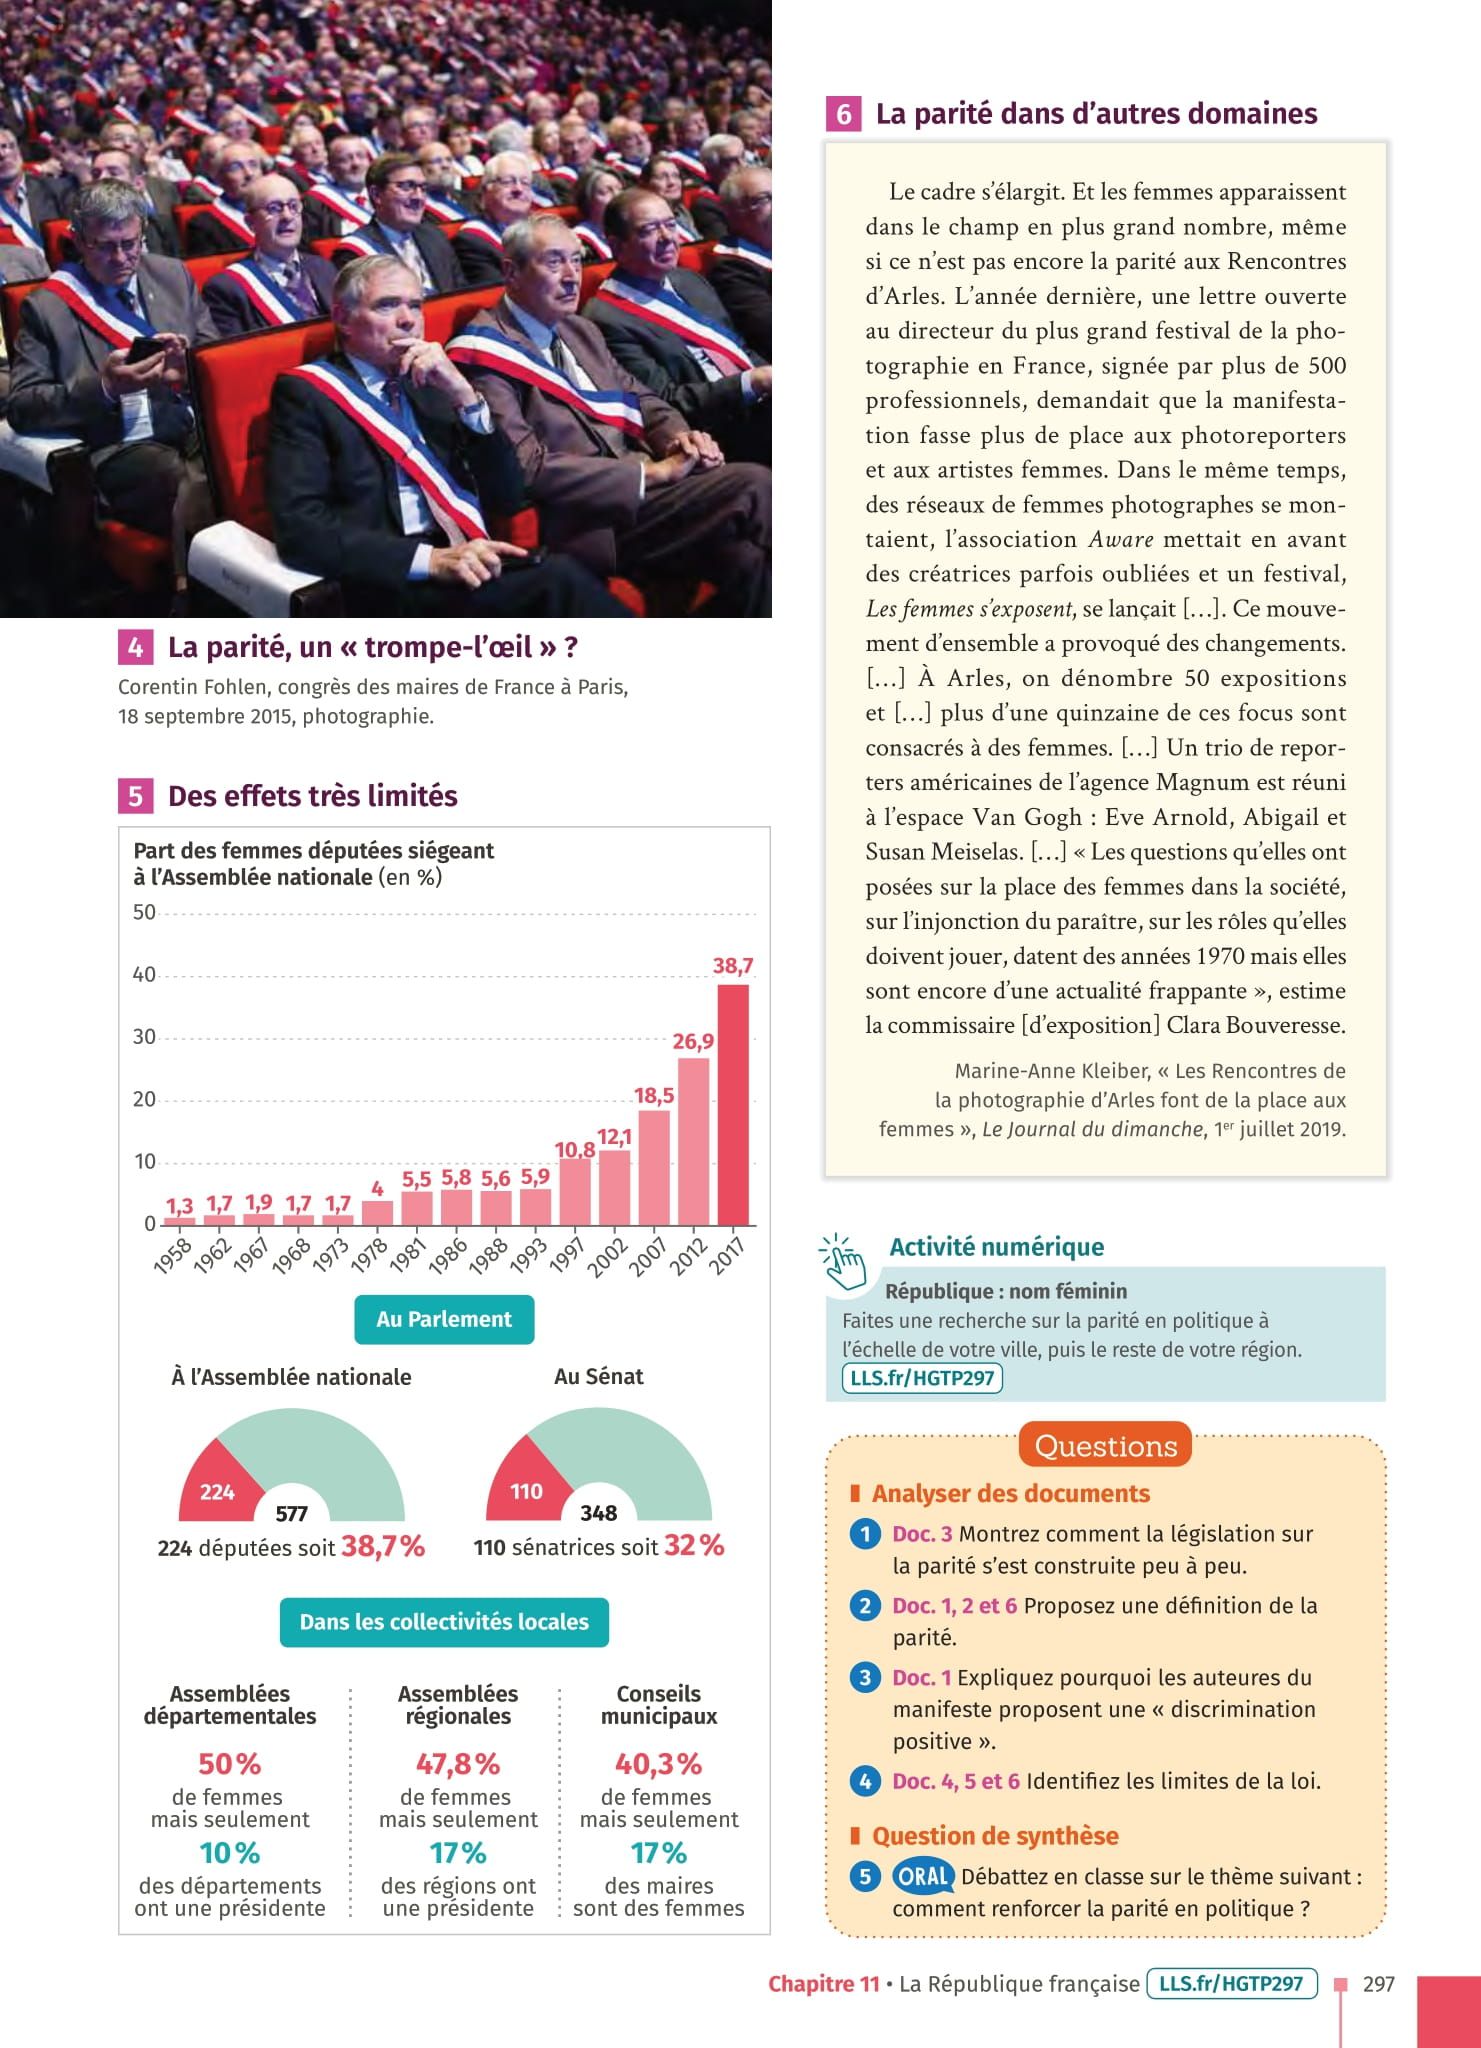 4 La parité, un « trompe-l'œil » ?
Corentin Fohlen, congrès des maires de France à Paris,
18 septembre 2015, photographie.
5 Des effets très limités
Part des femmes députées siégeant
à l'Assemblée nationale (en %)
50
40
30
20
10
0
1,3 1,7 1,9 1,7 1,7 4 5,5 5,8 5,6 5,9 10,8 12,1 18,5 26,9 38,7
1958 1962 1967 1968 1973 1978 1981 1986 1988 1993 1997 2002 2007 2012 2017
Au Parlement
À l'Assemblée nationale
224
577
224 députées soit 38,7 %
Au Sénat
110
348
110 sénatrices soit 32 %
Dans les collectivités locales
Assemblées
départementales
50 %
de femmes
mais seulement
10 %
des départements
ont une présidente
Assemblées
régionales
47,8 %
de femmes
mais seulement
17 %
des régions ont
une présidente
Conseils
municipaux
40,3 %
de femmes
mais seulement
17 %
des maires
sont des femmes
6 La parité dans d'autres domaines
Le cadre s'élargit. Et les femmes apparaissent
dans le champ en plus grand nombre, même
si ce n'est pas encore la parité aux Rencontres
d'Arles. L'année dernière, une lettre ouverte
au directeur du plus grand festival de la pho-
tographie en France, signée par plus de 500
professionnels, demandait que la manifesta-
tion fasse plus de place aux photoreporters
et aux artistes femmes. Dans le même temps,
des réseaux de femmes photographes se mon-
taient, l'association Aware mettait en avant
des créatrices parfois oubliées et un festival,
Les femmes s'exposent, se lançait […]. Ce mouve-
ment d'ensemble a provoqué des changements.
[…] À Arles, on dénombre 50 expositions
et […] plus d'une quinzaine de ces focus sont
consacrés à des femmes. […] Un trio de repor-
ters américaines de l'agence Magnum est réuni
à l'espace Van Gogh : Eve Arnold, Abigail et
Susan Meiselas. […] « Les questions qu'elles ont
posées sur la place des femmes dans la société,
sur l'injonction du paraître, sur les rôles qu'elles
doivent jouer, datent des années 1970 mais elles
sont encore d'une actualité frappante », estime
la commissaire [d'exposition] Clara Bouveresse.
Marine-Anne Kleiber, « Les Rencontres de
la photographie d'Arles font de la place aux
femmes », Le Journal du dimanche, 1er juillet 2019.
Activité numérique
République : nom féminin
Faites une recherche sur la parité en politique à
l'échelle de votre ville, puis le reste de votre région.
LLS.fr/HGTP297
Questions
Analyser des documents
1 Doc. 3 Montrez comment la législation sur
la parité s'est construite peu à peu.
2 Doc. 1, 2 et 6 Proposez une définition de la
parité.
3 Doc. 1 Expliquez pourquoi les auteures du
manifeste proposent une « discrimination
positive ».
4 Doc. 4, 5 et 6 Identifiez les limites de la loi.
Question de synthèse
5 ORAL Débattez en classe sur le thème suivant :
comment renforcer la parité en politique ?
Chapitre 11 • La République française LLS.fr/HGTP297 297